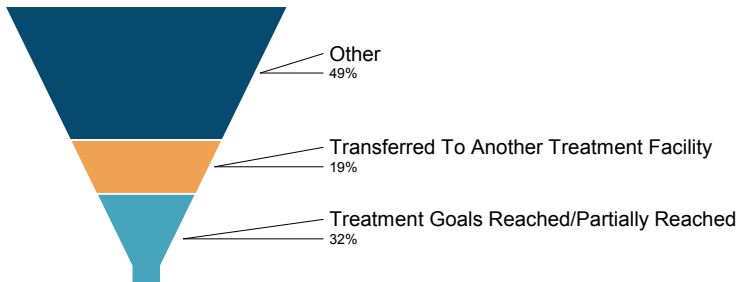 Other
49%
Transferred To Another Treatment Facility
19%
Treatment Goals Reached/Partially Reached
32%